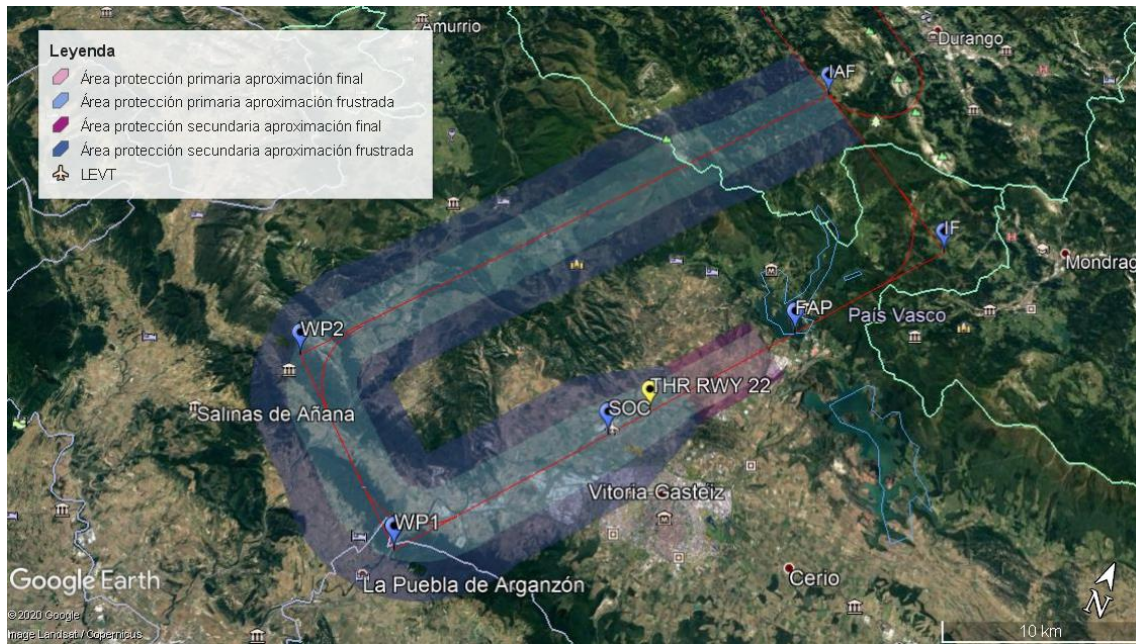 Amurrio
Durango
Leyenda
Área protección primaria aproximación final
Área protección primaria aproximación frustrada
Área protección secundaria aproximación final
Área protección secundaria aproximación frustrada
LEVT
IAF
IF
Mondrag
FAP
País Vasco
WP2
THR RWY 22
SOC
Salinas de Añana
Vitoria-Gasteiz
WP1
La Puebla de Arganzón
Cerio
Google Earth
© 2020 Google
Image Landsat / Copernicus
N
10 km